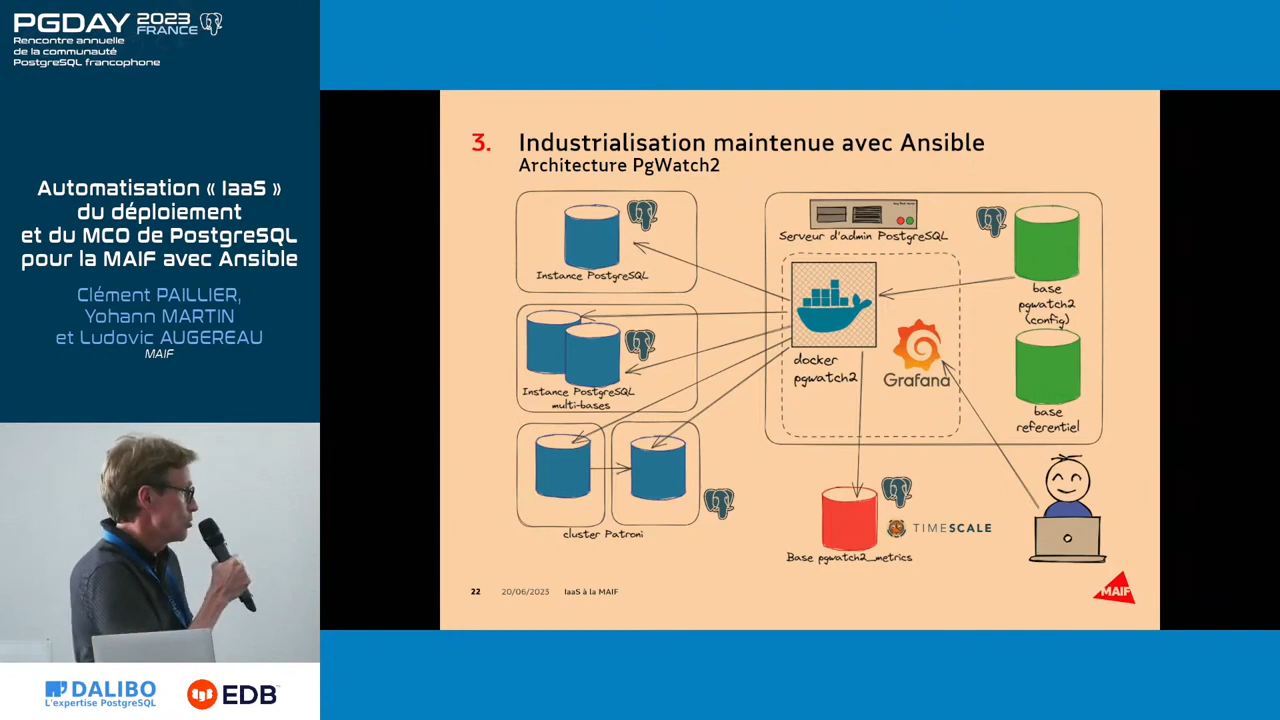 PGDAY 2023 FRANCE
Rencontre annuelle
de la communauté
PostgreSQL francophone
Automatisation « IaaS »
du déploiement
et du MCO de PostgreSQL
pour la MAIF avec Ansible
Clément PAILLIER,
Yohann MARTIN
et Ludovic AUGEREAU
MAIF
DALIBO
L'expertise PostgreSQL
EDB
3. Industrialisation maintenue avec Ansible
Architecture PgWatch2
Instance PostgreSQL
Instance PostgreSQL
multi-bases
cluster Patroni
Serveur d'admin PostgreSQL
docker
pgwatch2
Grafana
base
pgwatch2
(config)
base
referentiel
TIMESCALE
Base pgwatch2_metrics
22 20/06/2023 IaaS à la MAIF
MAIF